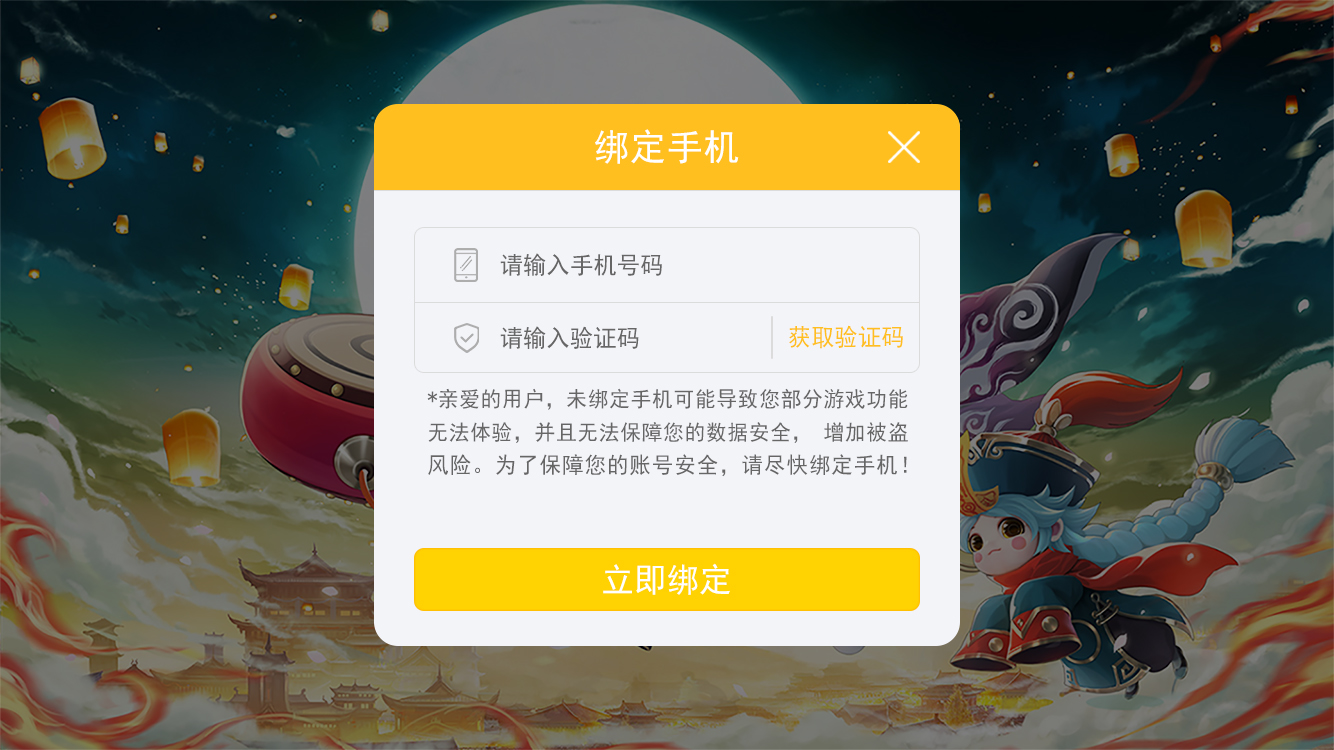 绑定手机
请输入手机号码
请输入验证码
获取验证码
*亲爱的用户，未绑定手机可能导致您部分游戏功能
无法体验，并且无法保障您的数据安全， 增加被盗
风险。为了保障您的账号安全，请尽快绑定手机！
立即绑定